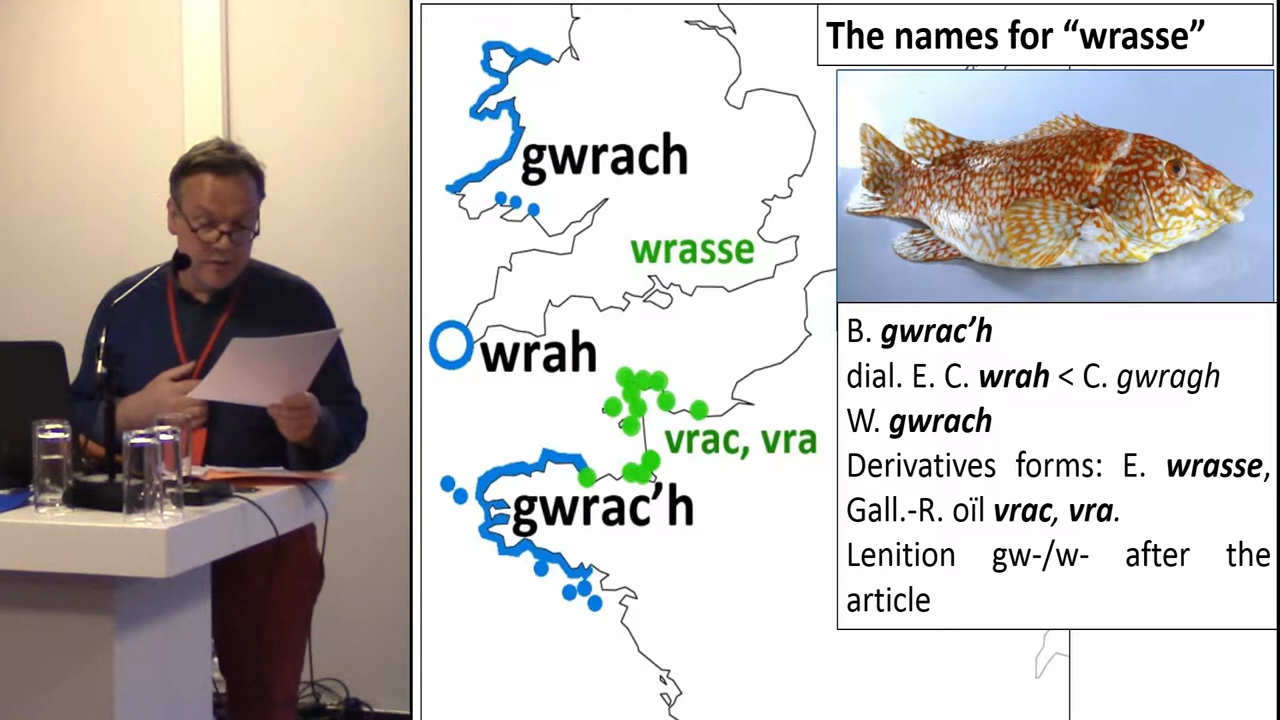 The names for “wrasse”
gwrach
wrasse
wrah
vrac, vra
gwrac’h
B. gwrac’h
dial. E. C. wrah < C. gwragh
W. gwrach
Derivatives forms: E. wrasse,
Gall.-R. oïl vrac, vra.
Lenition gw-/w- after the
article